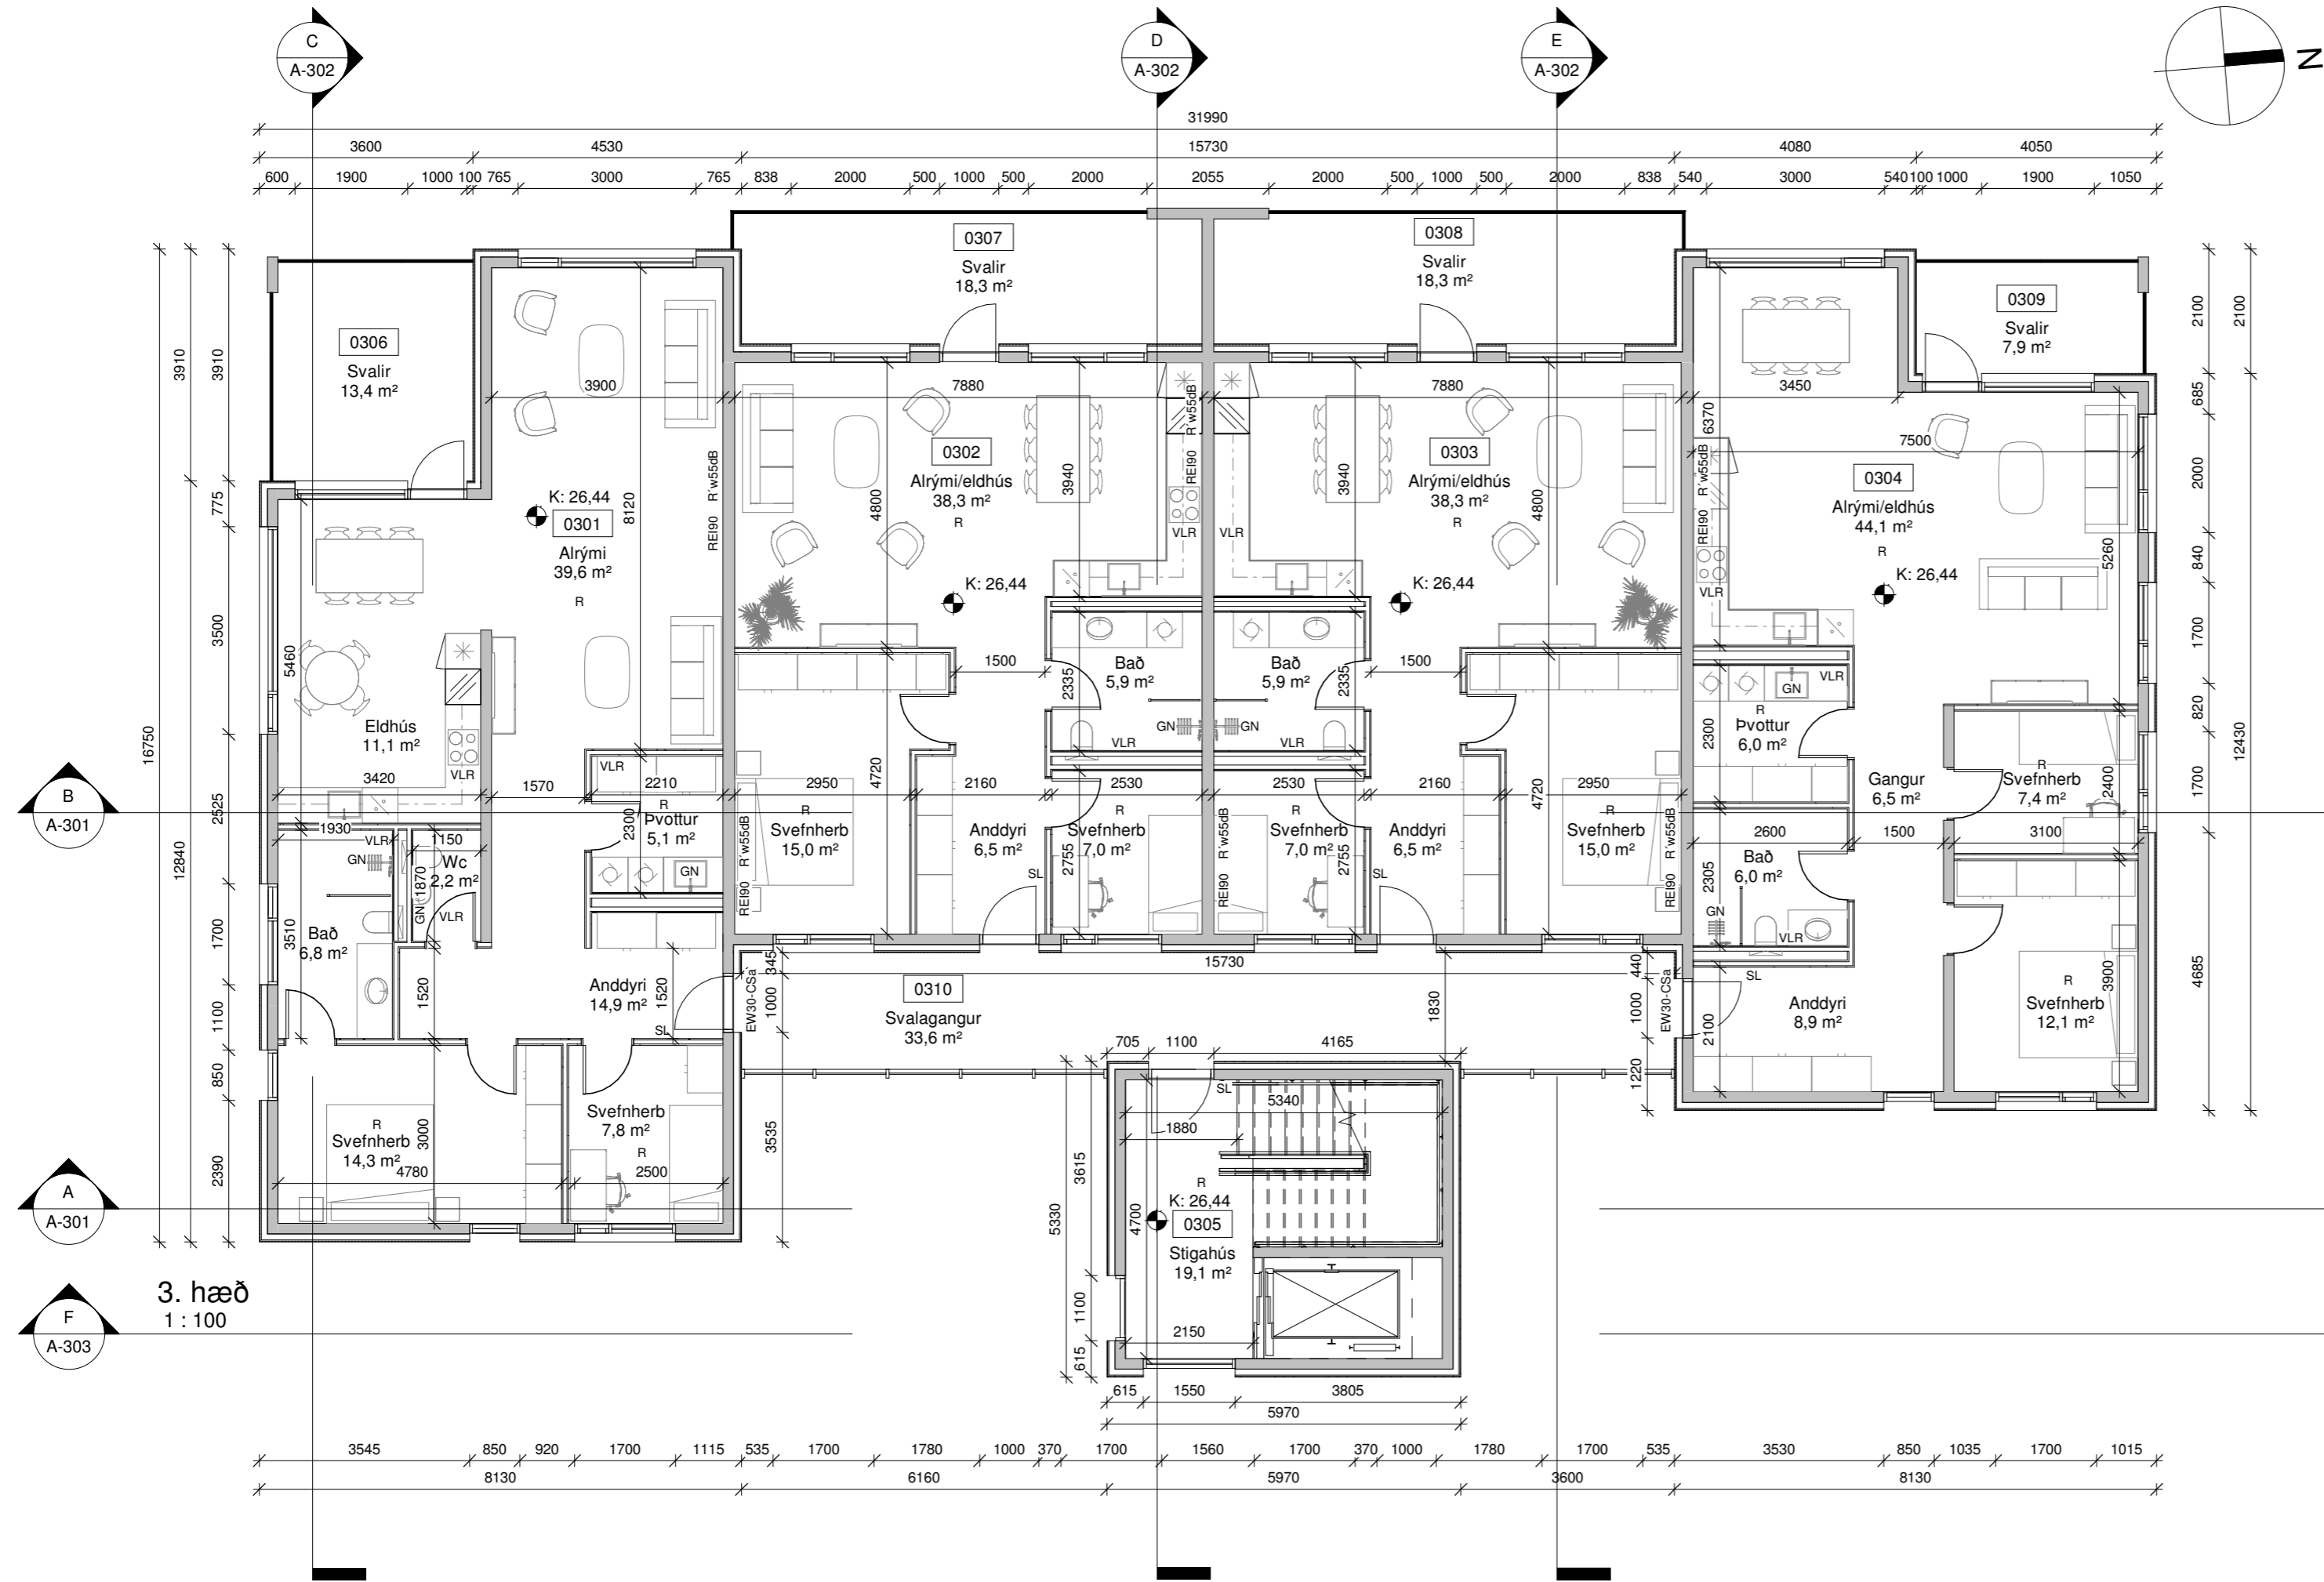 C
A-302
D
A-302
E
A-302
N
31990
3600 4530 15730 4080 4050
600 1900 1000 100 765 3000 765 838 2000 500 1000 500 2000 2055 2000 500 1000 500 2000 838 540 3000 540 100 1000 1900 1050
0306
Svalir
13,4 m²
0307
Svalir
18,3 m²
0308
Svalir
18,3 m²
0309
Svalir
7,9 m²
16750
3910
12840
3910
775
3500
2525
1700
1100
850
2390
2100
685
2000
840
1700
820
1700
4685
2100
12430
3900
7880
7880
3450
7500
K: 26,44
0301
Alrými
39,6 m²
R
8120
REI90 R´w55dB
5460
Eldhús
11,1 m²
3420
VLR
1570
2210
VLR
R
Þvottur
5,1 m²
2300
GN
1930
VLR
GN
1150
Wc
2,2 m²
1870
GN
VLR
3510
Bað
6,8 m²
1520
Anddyri
14,9 m²
1520
SL
R
Svefnherb
14,3 m²
3000
4780
Svefnherb
7,8 m²
R
2500
0302
Alrými/eldhús
38,3 m²
R
4800
3940
REI90 R´w55dB
VLR
K: 26,44
1500
Bað
5,9 m²
2335
GN
VLR
4720
2950
R
Svefnherb
15,0 m²
REI90 R´w55dB
2160
Anddyri
6,5 m²
SL
2530
R
Svefnherb
7,0 m²
2755
0303
Alrými/eldhús
38,3 m²
R
3940
4800
VLR
K: 26,44
1500
Bað
5,9 m²
2335
GN
VLR
2530
R
Svefnherb
7,0 m²
2755
REI90 R´w55dB
2160
Anddyri
6,5 m²
SL
4720
2950
R
Svefnherb
15,0 m²
REI90 R´w55dB
6370
0304
Alrými/eldhús
44,1 m²
R
K: 26,44
5260
REI90 R´w55dB
VLR
GN
VLR
R
Þvottur
6,0 m²
2300
Gangur
6,5 m²
R
Svefnherb
7,4 m²
2400
2600
1500
3100
Bað
6,0 m²
2305
GN
VLR
SL
Anddyri
8,9 m²
2100
R
Svefnherb
12,1 m²
3900
15730
345
1000
3535
EW30-CSa
0310
Svalagangur
33,6 m²
1830
440
1000
1220
EW30-CSa
705 1100 4165
SL
5340
1880
R
K: 26,44
0305
Stigahús
19,1 m²
4700
5330
3615
1100
615
2150
615 1550 3805
5970
B
A-301
A
A-301
F
A-303
3. hæð
1 : 100
3545 850 920 1700 1115 535 1700 1780 1000 370 1700 1560 1700 370 1000 1780 1700 535 3530 850 1035 1700 1015
8130 6160 5970 3600 8130